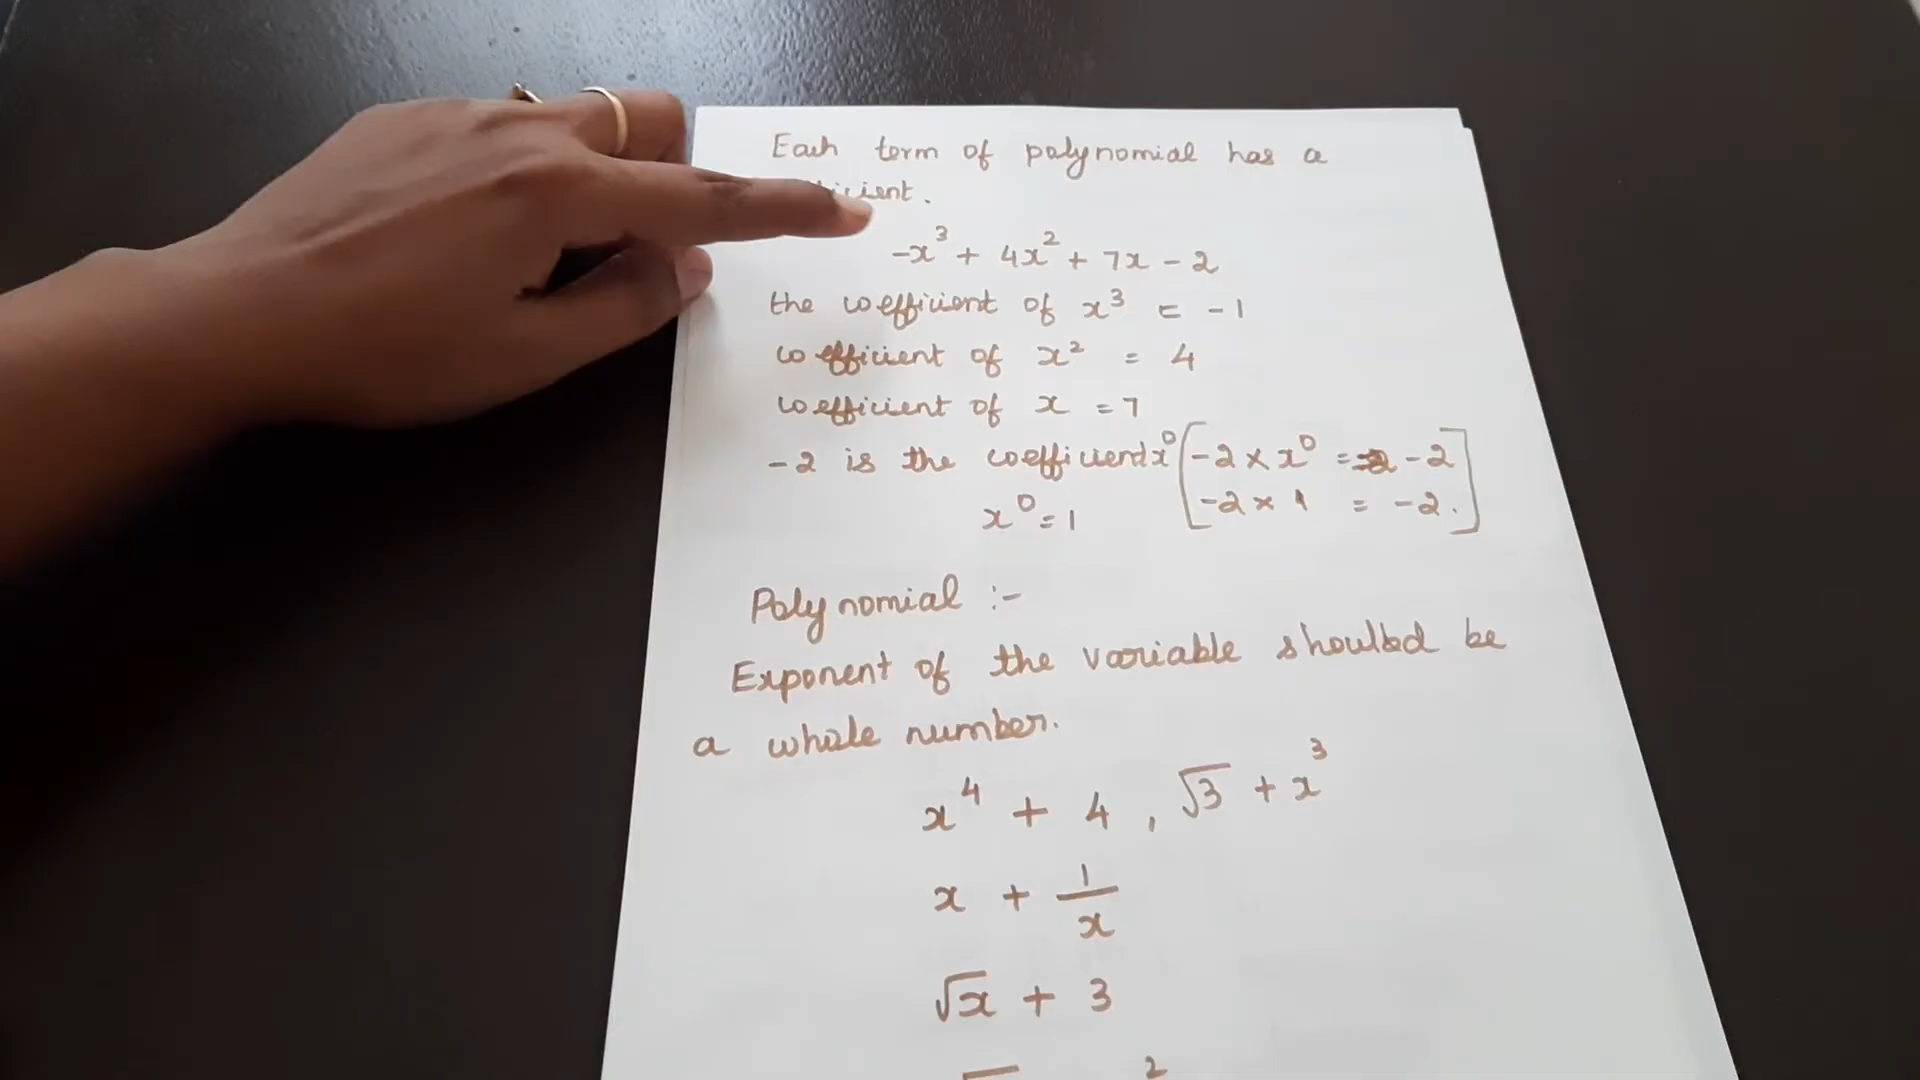 Each term of polynomial has a
-x³ + 4x² + 7x - 2
the coefficient of x³ = -1
coefficient of x² = 4
coefficient of x = 7
-2 is the coefficient x⁰ [-2 × x⁰ = -2
-2 × 1 = -2.]
x⁰ = 1
Polynomial :-
Exponent of the variable should be
a whole number.
x⁴ + 4 , √3 + x³
x + 1/x
√x + 3
2